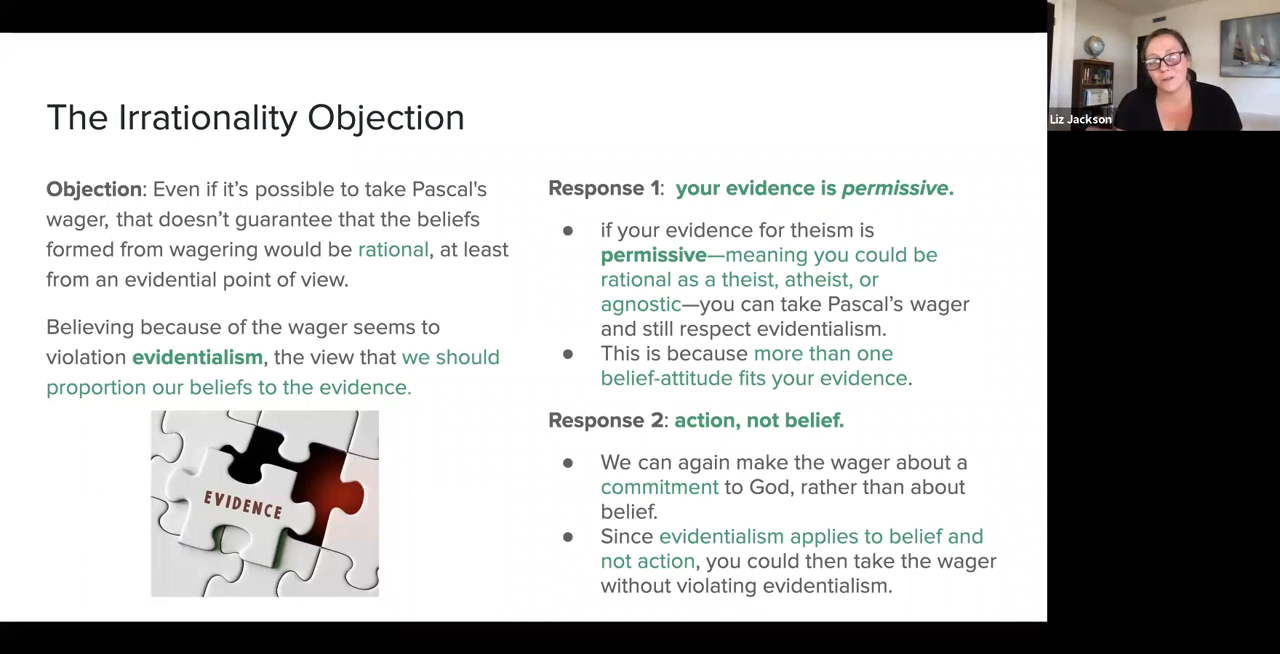 The Irrationality Objection
Objection: Even if it's possible to take Pascal's
wager, that doesn't guarantee that the beliefs
formed from wagering would be rational, at least
from an evidential point of view.
Believing because of the wager seems to
violation evidentialism, the view that we should
proportion our beliefs to the evidence.
EVIDENCE
Response 1: your evidence is permissive.
● if your evidence for theism is
permissive—meaning you could be
rational as a theist, atheist, or
agnostic—you can take Pascal's wager
and still respect evidentialism.
● This is because more than one
belief-attitude fits your evidence.
Response 2: action, not belief.
● We can again make the wager about a
commitment to God, rather than about
belief.
● Since evidentialism applies to belief and
not action, you could then take the wager
without violating evidentialism.
Liz Jackson